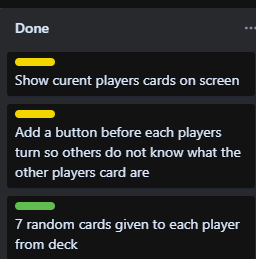 Done
Show curent players cards on screen
Add a button before each players
turn so others do not know what the
other players card are
7 random cards given to each player
from deck